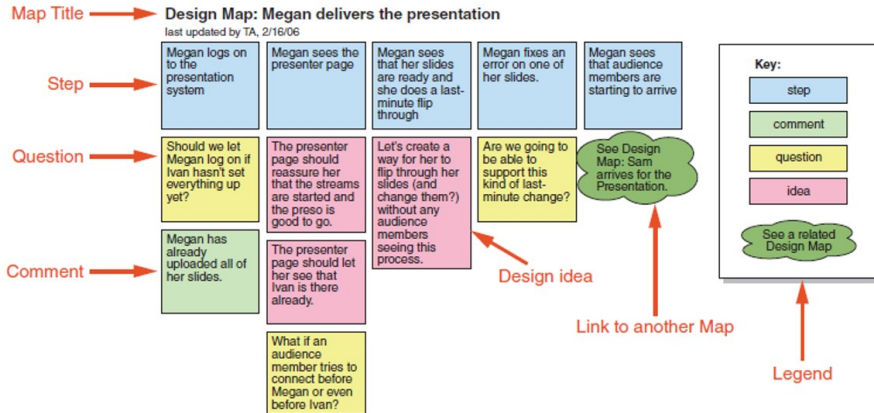 Map Title
Design Map: Megan delivers the presentation
last updated by TA, 2/16/06
Step
Megan logs on
to the
presentation
system
Megan sees the
presenter page
Megan sees
that her slides
are ready and
she does a last-
minute flip
through
Megan fixes an
error on one of
her slides.
Megan sees
that audience
members are
starting to arrive
Question
Should we let
Megan log on if
Ivan hasn't set
everything up
yet?
The presenter
page should
reassure her
that the streams
are started and
the preso is
good to go.
Let's create a
way for her to
flip through her
slides (and
change them?)
without any
audience
members
seeing this
process.
Are we going to
be able to
support this
kind of last-
minute change?
See Design
Map: Sam
arrives for the
Presentation.
Comment
Megan has
already
uploaded all of
her slides.
The presenter
page should let
her see that
Ivan is there
already.
What if an
audience
member tries to
connect before
Megan or even
before Ivan?
Design idea
Link to another Map
Key:
step
comment
question
idea
See a related
Design Map
Legend